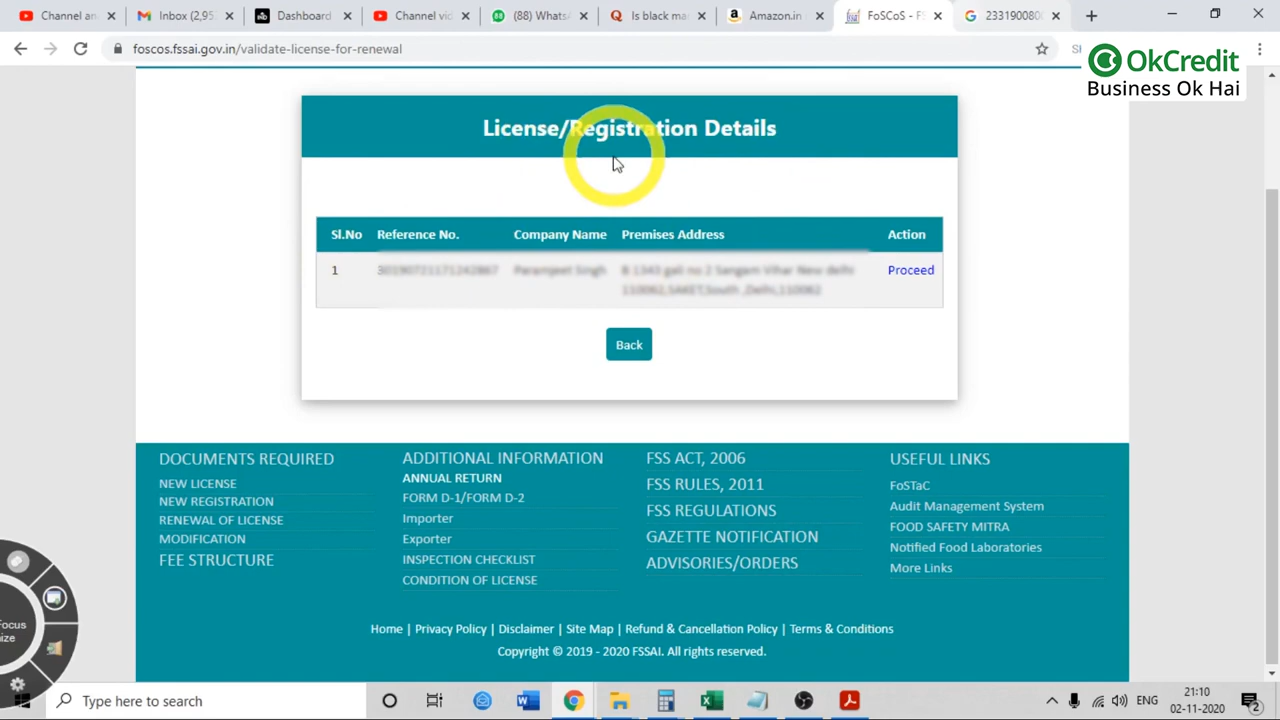 Channel an
Inbox (2,95
Dashboard
Channel vid
(88) Whats
Is black ma
Amazon.in
FoSCoS - FS
2331900800
foscos.fssai.gov.in/validate-license-for-renewal
OkCredit
Business Ok Hai
License/Registration Details
Sl.No Reference No. Company Name Premises Address Action
1 Proceed
Back
DOCUMENTS REQUIRED
NEW LICENSE
NEW REGISTRATION
RENEWAL OF LICENSE
MODIFICATION
FEE STRUCTURE
ADDITIONAL INFORMATION
ANNUAL RETURN
FORM D-1/FORM D-2
Importer
Exporter
INSPECTION CHECKLIST
CONDITION OF LICENSE
FSS ACT, 2006
FSS RULES, 2011
FSS REGULATIONS
GAZETTE NOTIFICATION
ADVISORIES/ORDERS
USEFUL LINKS
FoSTaC
Audit Management System
FOOD SAFETY MITRA
Notified Food Laboratories
More Links
Home | Privacy Policy | Disclaimer | Site Map | Refund & Cancellation Policy | Terms & Conditions
Copyright © 2019 - 2020 FSSAI. All rights reserved.
Focus
Type here to search
ENG
21:10
02-11-2020
2